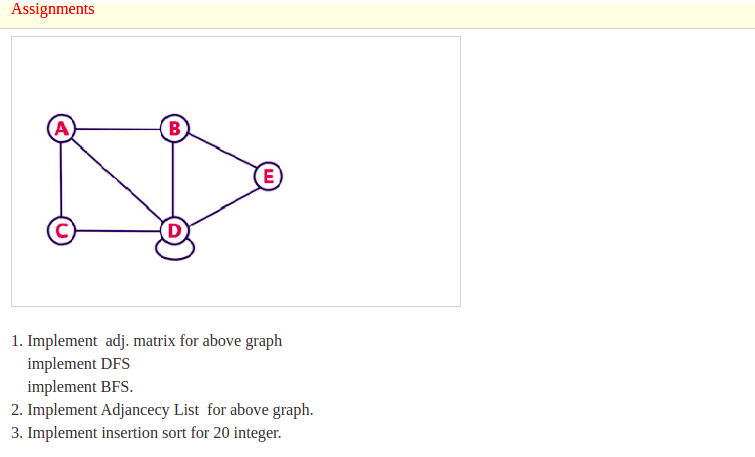 Assignments
A
B
E
C
D
1. Implement  adj. matrix for above graph
implement DFS
implement BFS.
2. Implement Adjancecy List  for above graph.
3. Implement insertion sort for 20 integer.